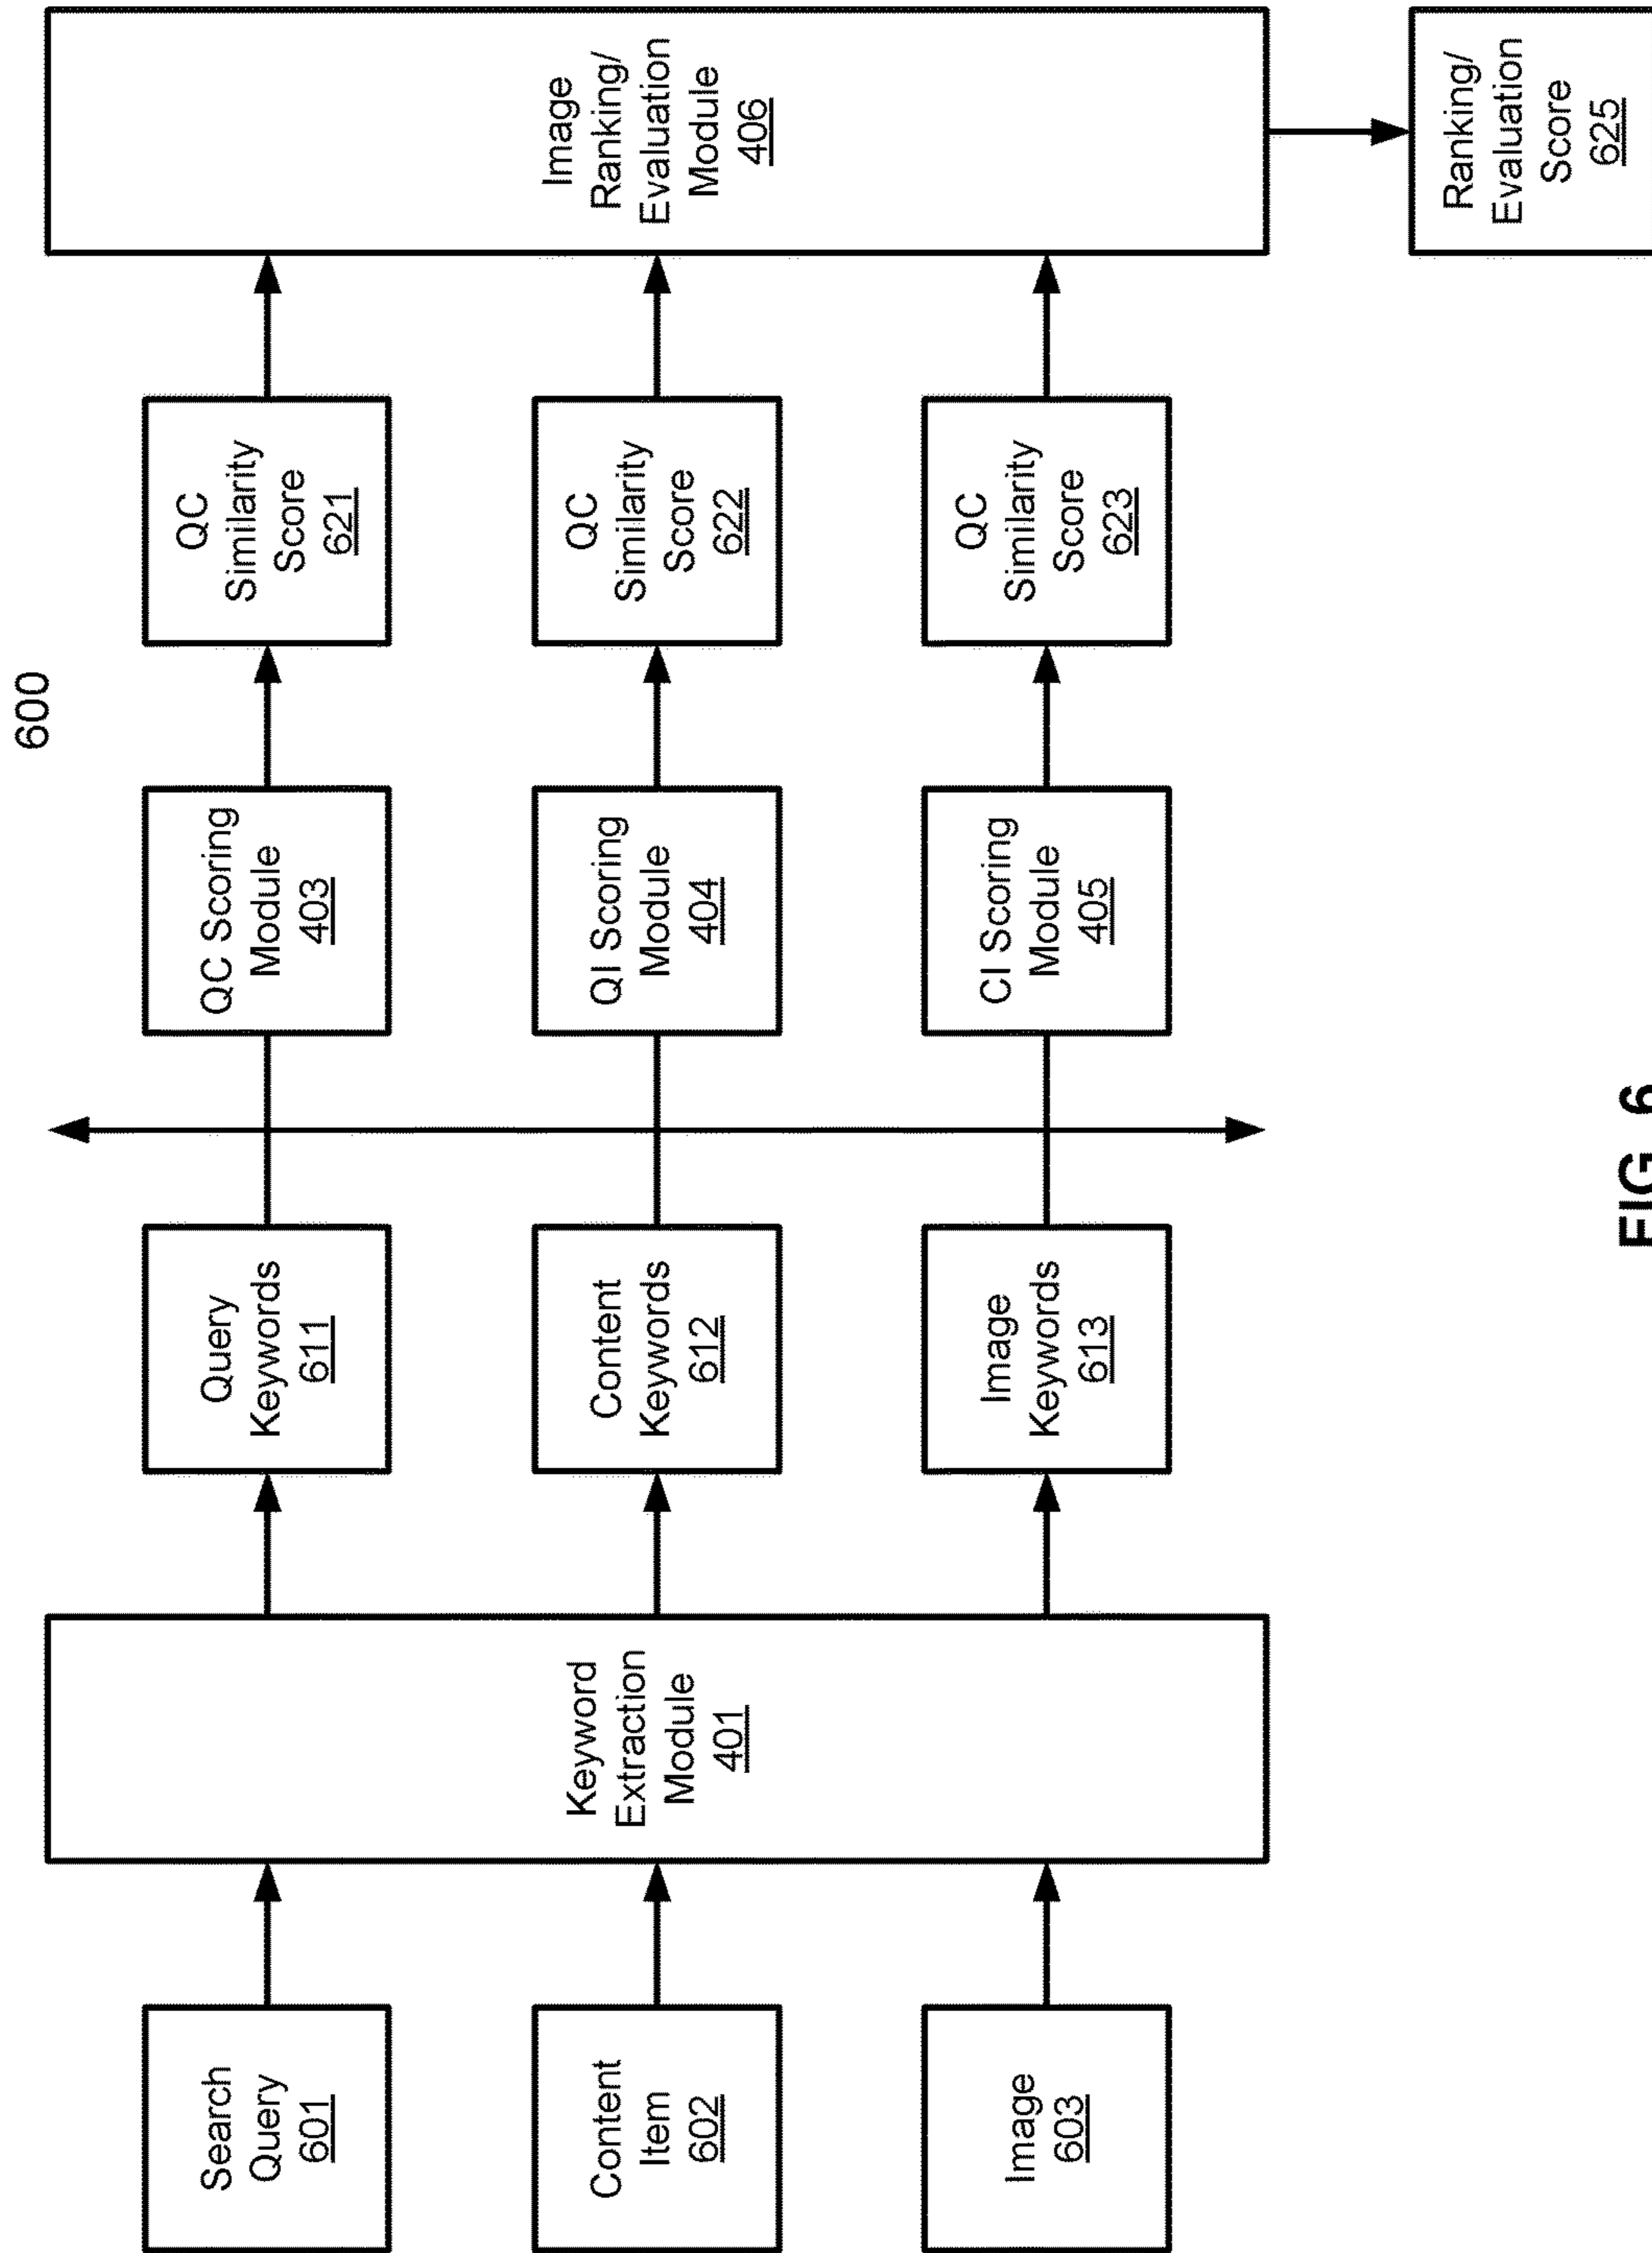 600
Search
Query
601
Content
Item
602
Image
603
Keyword
Extraction
Module
401
Query
Keywords
611
Content
Keywords
612
Image
Keywords
613
QC Scoring
Module
403
QI Scoring
Module
404
CI Scoring
Module
405
QC
Similarity
Score
621
QC
Similarity
Score
622
QC
Similarity
Score
623
Image
Ranking/
Evaluation
Module
406
Ranking/
Evaluation
Score
625
FIG. 6